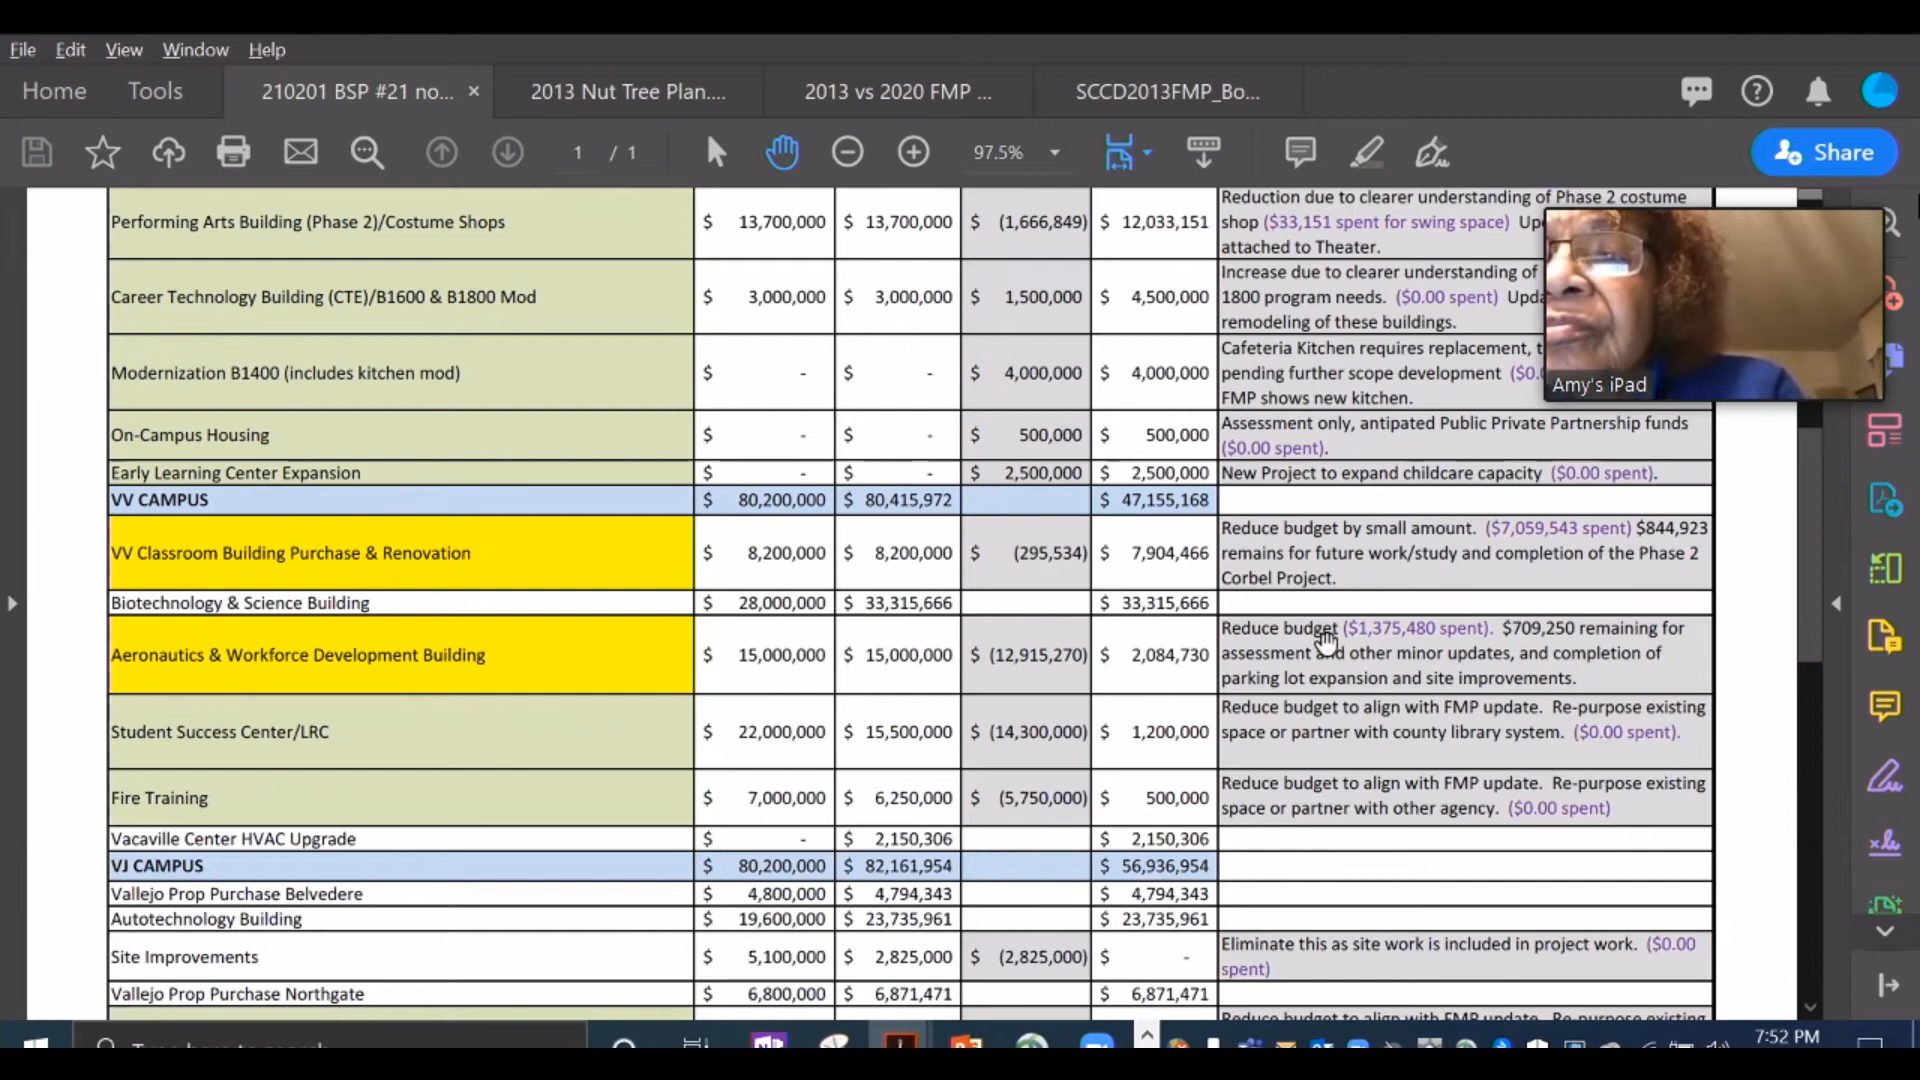 File Edit View Window Help
Home Tools 210201 BSP #21 no... × 2013 Nut Tree Plan.... 2013 vs 2020 FMP ... SCCD2013FMP_Bo...
1 / 1 97.5% Share
Performing Arts Building (Phase 2)/Costume Shops $ 13,700,000 $ 13,700,000 $ (1,666,849) $ 12,033,151
Reduction due to clearer understanding of Phase 2 costume
shop ($33,151 spent for swing space)
attached to Theater.
Career Technology Building (CTE)/B1600 & B1800 Mod $ 3,000,000 $ 3,000,000 $ 1,500,000 $ 4,500,000
Increase due to clearer understanding of
1800 program needs. ($0.00 spent)
remodeling of these buildings.
Modernization B1400 (includes kitchen mod) $ - $ - $ 4,000,000 $ 4,000,000
Cafeteria Kitchen requires replacement,
pending further scope development
FMP shows new kitchen.
Amy's iPad
On-Campus Housing $ - $ - $ 500,000 $ 500,000
Assessment only, antipated Public Private Partnership funds
($0.00 spent).
Early Learning Center Expansion $ - $ - $ 2,500,000 $ 2,500,000 New Project to expand childcare capacity ($0.00 spent).
VV CAMPUS $ 80,200,000 $ 80,415,972 $ 47,155,168
VV Classroom Building Purchase & Renovation $ 8,200,000 $ 8,200,000 $ (295,534) $ 7,904,466
Reduce budget by small amount. ($7,059,543 spent) $844,923
remains for future work/study and completion of the Phase 2
Corbel Project.
Biotechnology & Science Building $ 28,000,000 $ 33,315,666 $ 33,315,666
Aeronautics & Workforce Development Building $ 15,000,000 $ 15,000,000 $ (12,915,270) $ 2,084,730
Reduce budget ($1,375,480 spent). $709,250 remaining for
assessment and other minor updates, and completion of
parking lot expansion and site improvements.
Student Success Center/LRC $ 22,000,000 $ 15,500,000 $ (14,300,000) $ 1,200,000
Reduce budget to align with FMP update. Re-purpose existing
space or partner with county library system. ($0.00 spent).
Fire Training $ 7,000,000 $ 6,250,000 $ (5,750,000) $ 500,000
Reduce budget to align with FMP update. Re-purpose existing
space or partner with other agency. ($0.00 spent)
Vacaville Center HVAC Upgrade $ - $ 2,150,306 $ 2,150,306
VJ CAMPUS $ 80,200,000 $ 82,161,954 $ 56,936,954
Vallejo Prop Purchase Belvedere $ 4,800,000 $ 4,794,343 $ 4,794,343
Autotechnology Building $ 19,600,000 $ 23,735,961 $ 23,735,961
Site Improvements $ 5,100,000 $ 2,825,000 $ (2,825,000) $ -
Eliminate this as site work is included in project work. ($0.00
spent)
Vallejo Prop Purchase Northgate $ 6,800,000 $ 6,871,471 $ 6,871,471
Reduce budget to align with FMP update. Re-purpose existing
7:52 PM